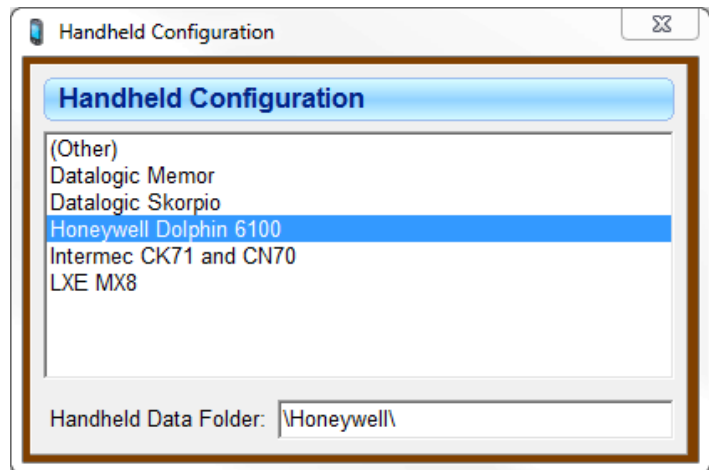 Handheld Configuration
Handheld Configuration
(Other)
Datalogic Memor
Datalogic Skorpio
Honeywell Dolphin 6100
Intermec CK71 and CN70
LXE MX8
Handheld Data Folder: \Honeywell\